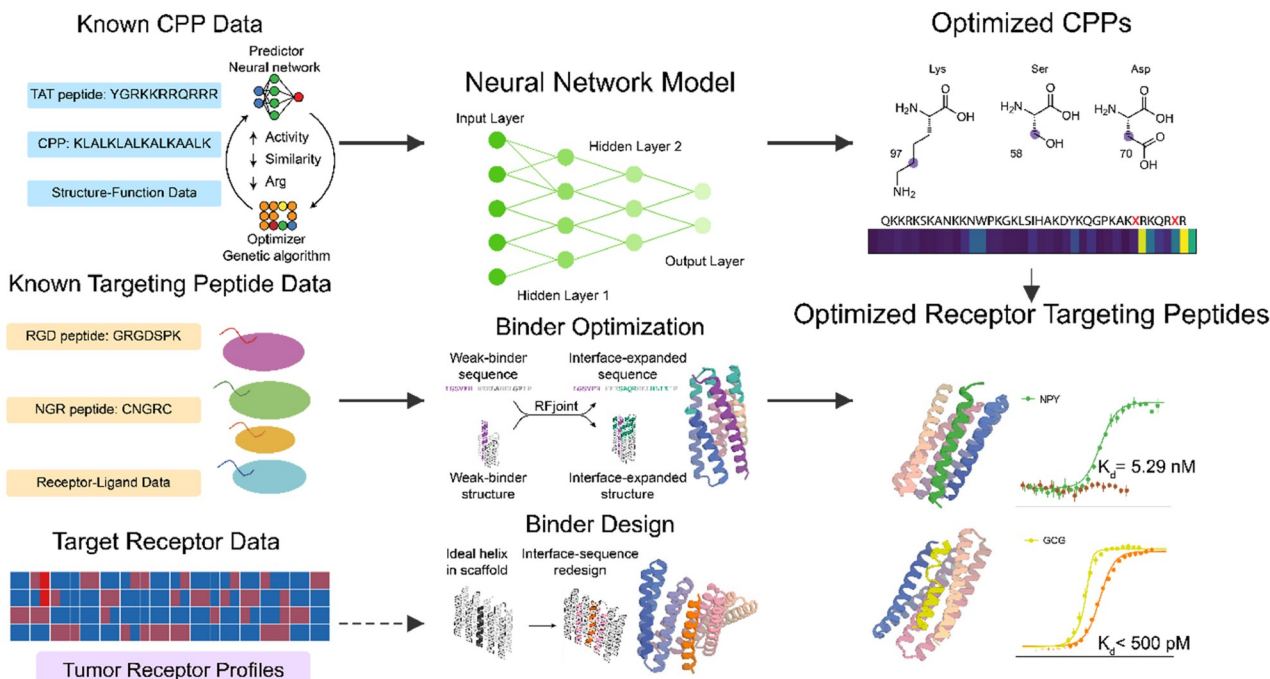 Known CPP Data
TAT peptide: YGRKKRRQRRR
CPP: KLALKLALKALKAALK
Structure-Function Data
Predictor
Neural network
Activity
Similarity
Arg
Optimizer
Genetic algorithm
Neural Network Model
Input Layer
Hidden Layer 2
Hidden Layer 1
Output Layer
Optimized CPPs
Lys
Ser
Asp
H₂N
O
OH
97
NH₂
H₂N
O
OH
OH
58
H₂N
O
OH
O
OH
70
QKKRKSKANKKNWPKGKLSIHAKDYKQGPKAKXRKQRXR
Known Targeting Peptide Data
RGD peptide: GRGDSPK
NGR peptide: CNGRC
Receptor-Ligand Data
Binder Optimization
Weak-binder
sequence
Interface-expanded
sequence
RFjoint
Weak-binder
structure
Interface-expanded
structure
Optimized Receptor Targeting Peptides
NPY
Kd= 5.29 nM
GCG
Kd< 500 pM
Target Receptor Data
Tumor Receptor Profiles
Binder Design
Ideal helix
in scaffold
Interface-sequence
redesign